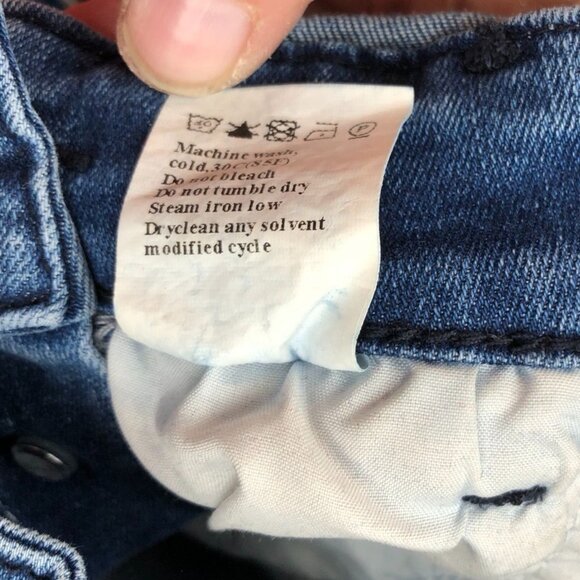 30 P
Machine wash,
cold, 30C(85F)
Do not bleach
Do not tumble dry
Steam iron low
Dryclean any solvent
modified cycle